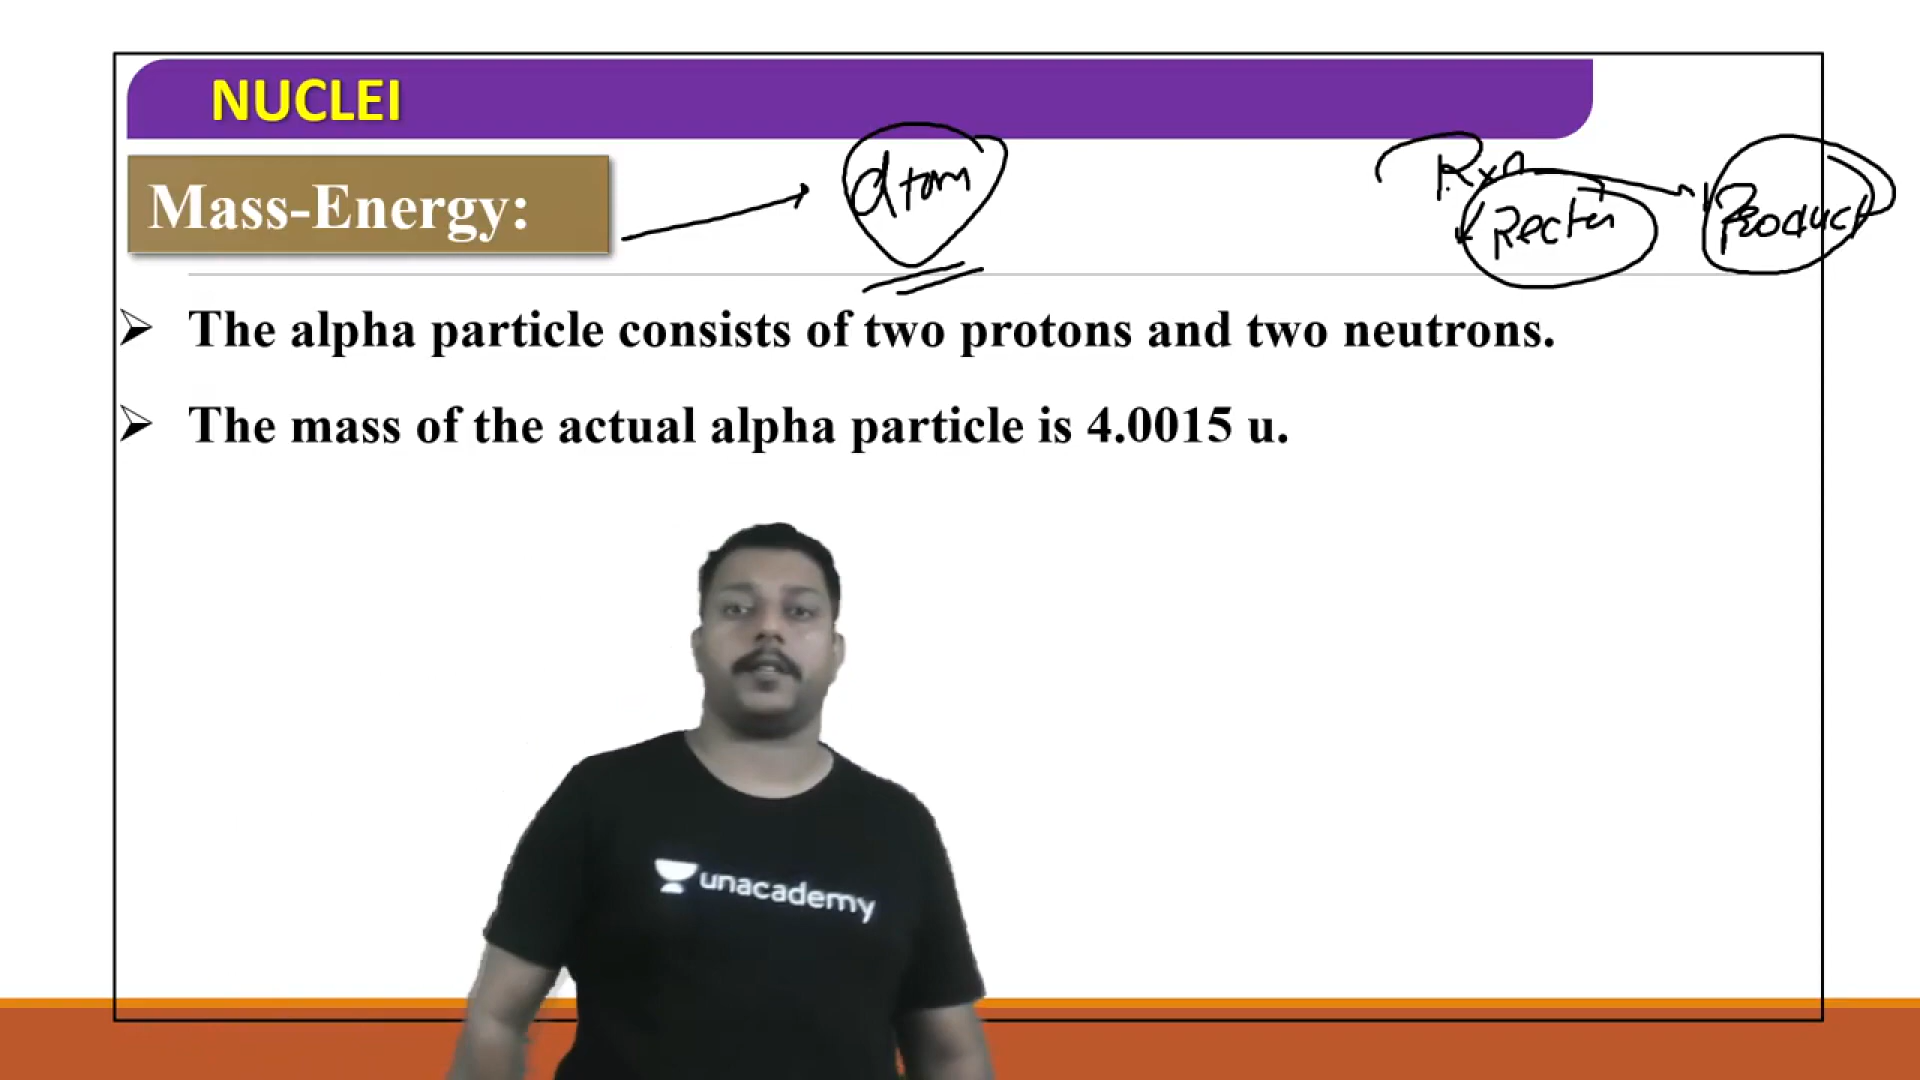 NUCLEI
Mass-Energy:
atom
Rxn
Rectn
Product
➢ The alpha particle consists of two protons and two neutrons.
➢ The mass of the actual alpha particle is 4.0015 u.
unacademy